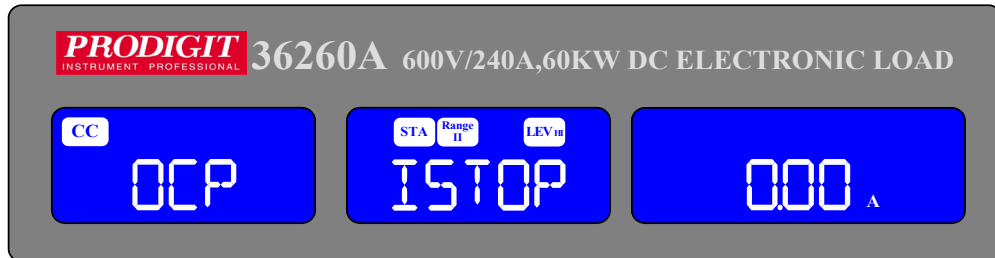 PRODIGIT
INSTRUMENT PROFESSIONAL
36260A 600V/240A,60KW DC ELECTRONIC LOAD
CC
OCP
STA Range II LEV HI
ISTOP
0.00 A